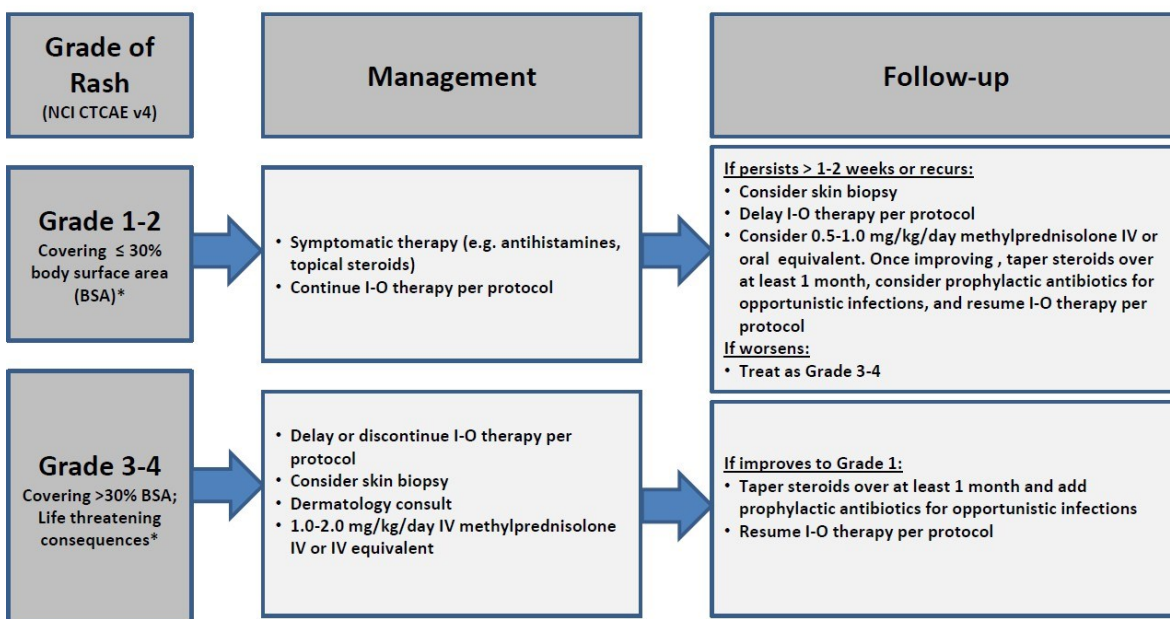 Grade of
Rash
(NCI CTCAE v4)
Management
Follow-up
Grade 1-2
Covering ≤ 30%
body surface area
(BSA)*
• Symptomatic therapy (e.g. antihistamines,
topical steroids)
• Continue I-O therapy per protocol
If persists > 1-2 weeks or recurs:
• Consider skin biopsy
• Delay I-O therapy per protocol
• Consider 0.5-1.0 mg/kg/day methylprednisolone IV or
oral equivalent. Once improving , taper steroids over
at least 1 month, consider prophylactic antibiotics for
opportunistic infections, and resume I-O therapy per
protocol
If worsens:
• Treat as Grade 3-4
Grade 3-4
Covering >30% BSA;
Life threatening
consequences*
• Delay or discontinue I-O therapy per
protocol
• Consider skin biopsy
• Dermatology consult
• 1.0-2.0 mg/kg/day IV methylprednisolone
IV or IV equivalent
If improves to Grade 1:
• Taper steroids over at least 1 month and add
prophylactic antibiotics for opportunistic infections
• Resume I-O therapy per protocol